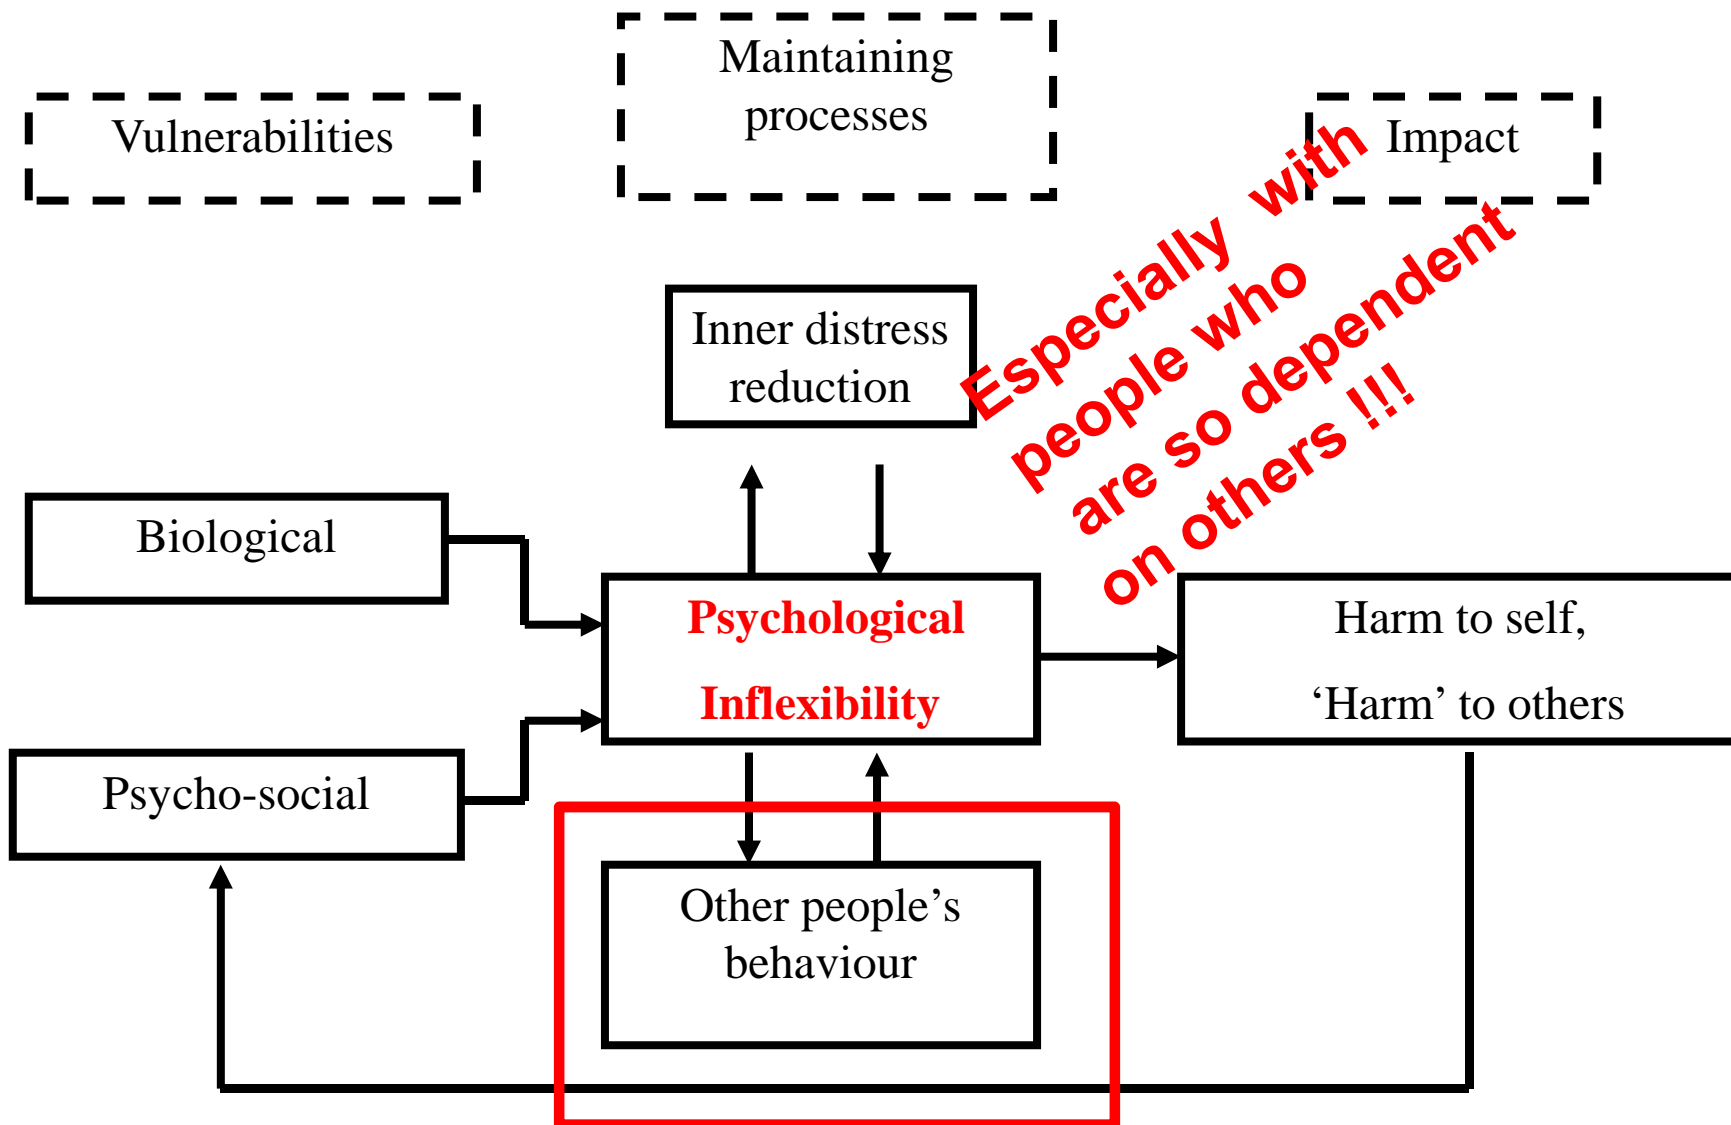 Maintaining
processes
Vulnerabilities
Impact
Especially with
people who
are so dependent
on others !!!
Inner distress
reduction
Biological
Psychological
Inflexibility
Harm to self,
‘Harm’ to others
Psycho-social
Other people’s
behaviour